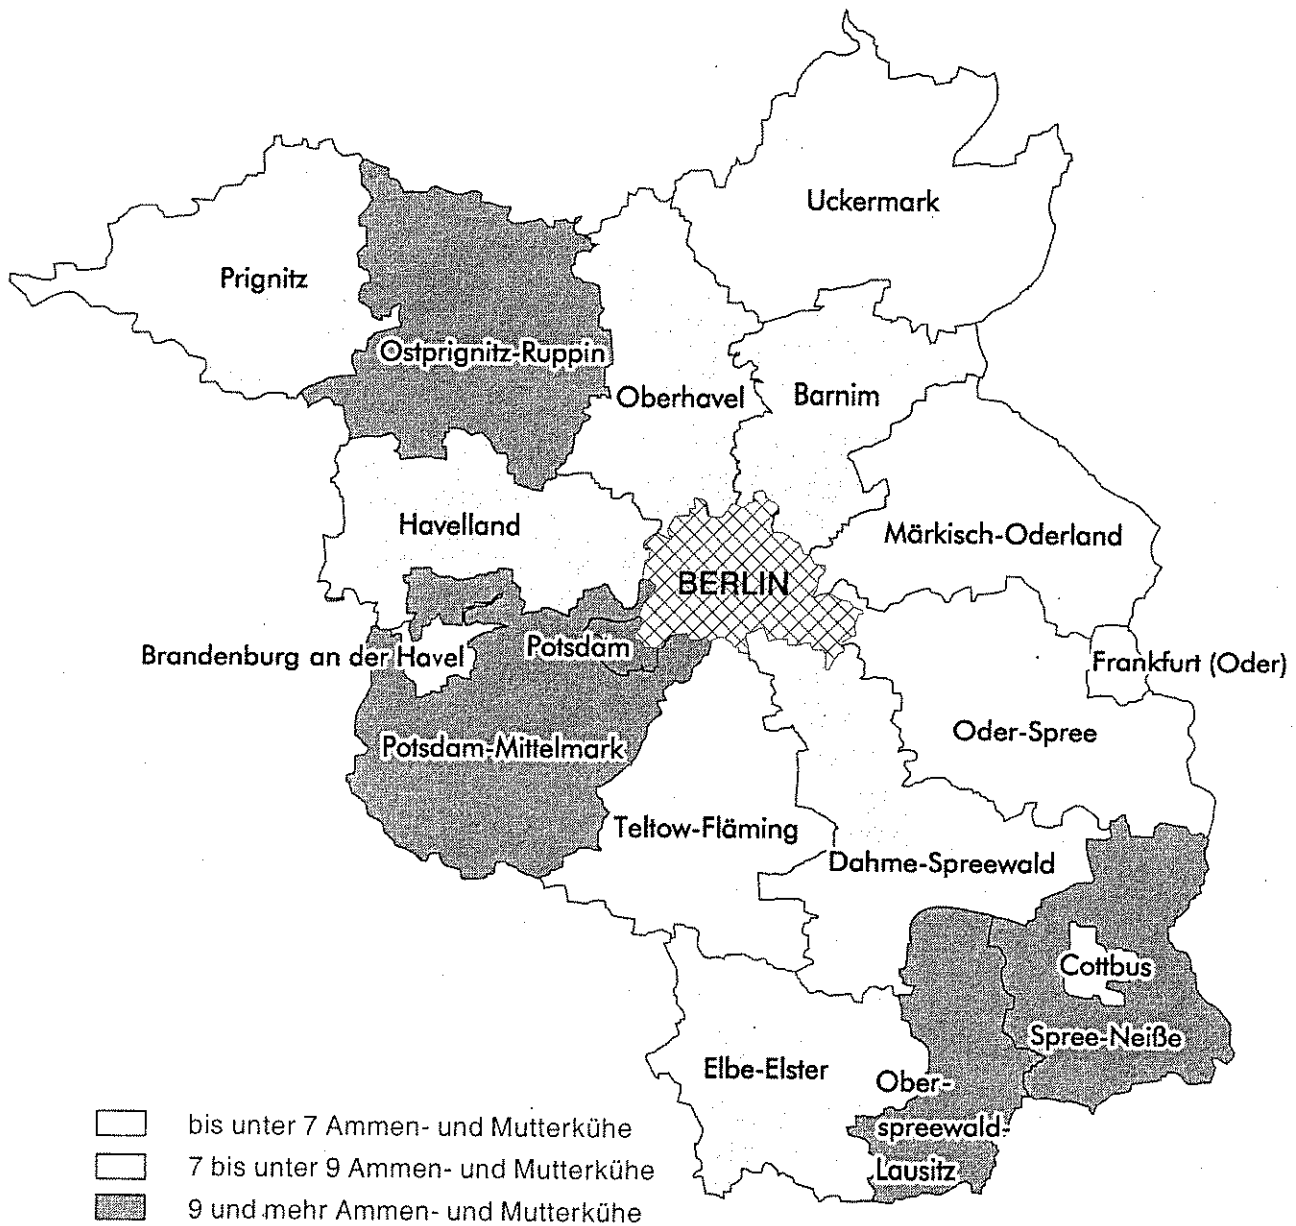 Uckermark
Prignitz
Ostprignitz-Ruppin
Oberhavel
Barnim
Havelland
Märkisch-Oderland
BERLIN
Brandenburg an der Havel
Potsdam
Frankfurt (Oder)
Potsdam-Mittelmark
Oder-Spree
Teltow-Fläming
Dahme-Spreewald
Cottbus
Spree-Neiße
Elbe-Elster
Ober-
spreewald-
Lausitz
bis unter 7 Ammen- und Mutterkühe
7 bis unter 9 Ammen- und Mutterkühe
9 und mehr Ammen- und Mutterkühe